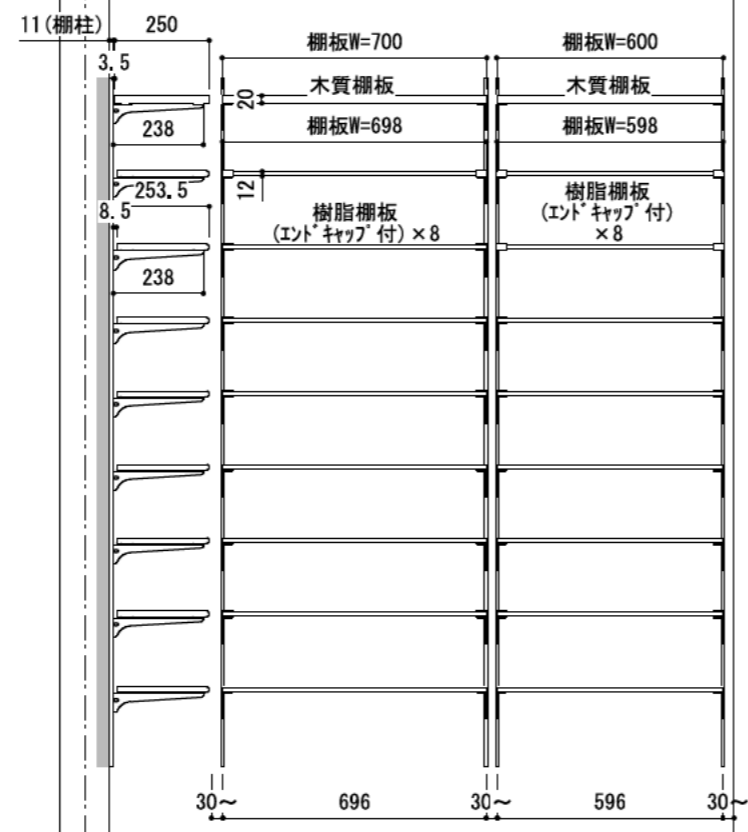 11(棚柱)
250
3.5
238
253.5
8.5
238
棚板W=700
木質棚板
20
棚板W=698
12
樹脂棚板
(ｴﾝﾄﾞｷｬｯﾌﾟ付)×8
棚板W=600
木質棚板
棚板W=598
樹脂棚板
(ｴﾝﾄﾞｷｬｯﾌﾟ付)
×8
30～
696
30～
596
30～